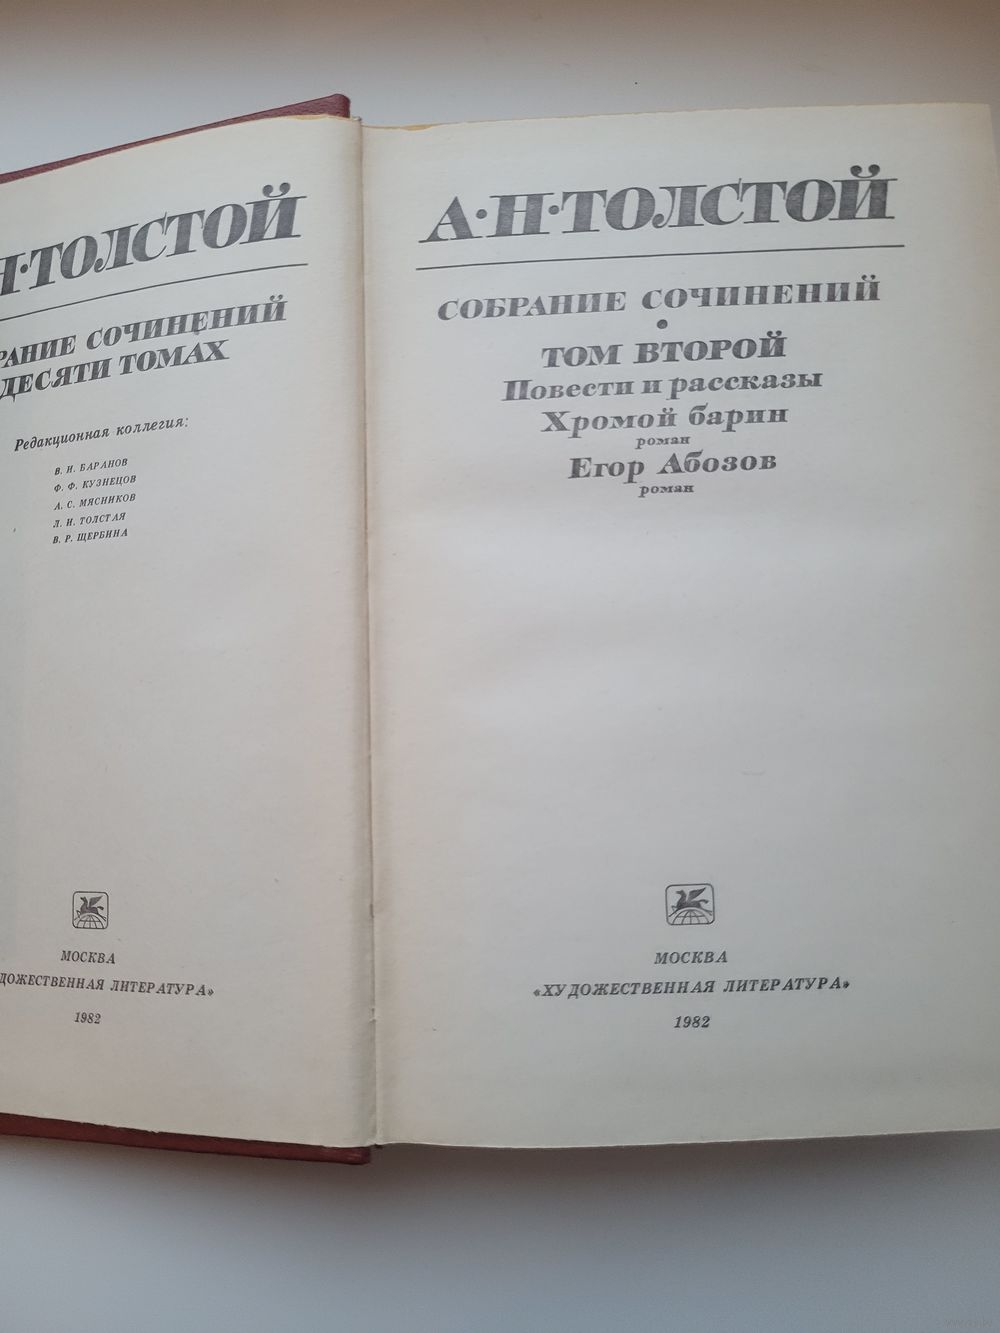 Н·ТОЛСТОЙ
РАНИЕ СОЧИНЕНИЙ
ДЕСЯТИ ТОМАХ
Редакционная коллегия:
В. И. БАРАНОВ
Ф. Ф. КУЗНЕЦОВ
А. С. МЯСНИКОВ
Л. И. ТОЛСТАЯ
В. Р. ЩЕРБИНА
МОСКВА
ДОЖЕСТВЕННАЯ ЛИТЕРАТУРА»
1982
А·Н·ТОЛСТОЙ
СОБРАНИЕ СОЧИНЕНИЙ
•
ТОМ ВТОРОЙ
Повести и рассказы
Хромой барин
роман
Егор Абозов
роман
МОСКВА
«ХУДОЖЕСТВЕННАЯ ЛИТЕРАТУРА»
1982